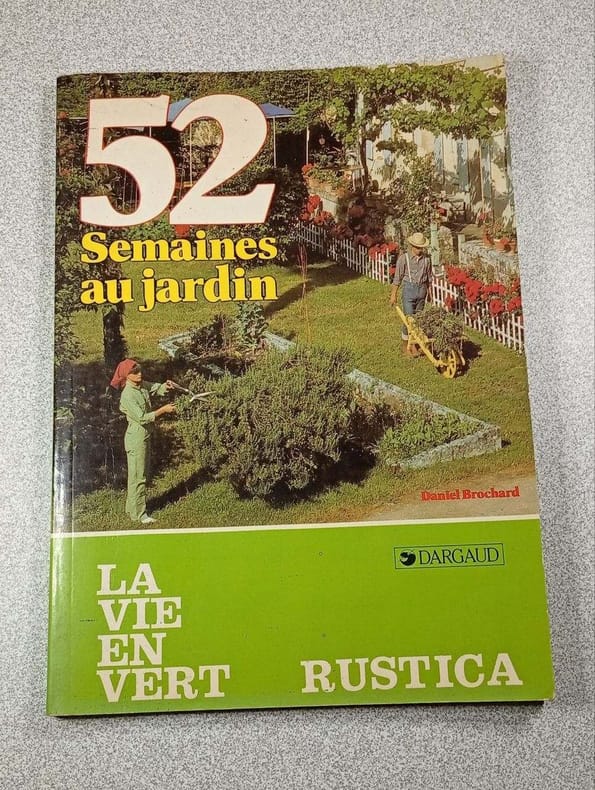 52
Semaines
au jardin
Daniel Brochard
DARGAUD
LA
VIE
EN
VERT
RUSTICA